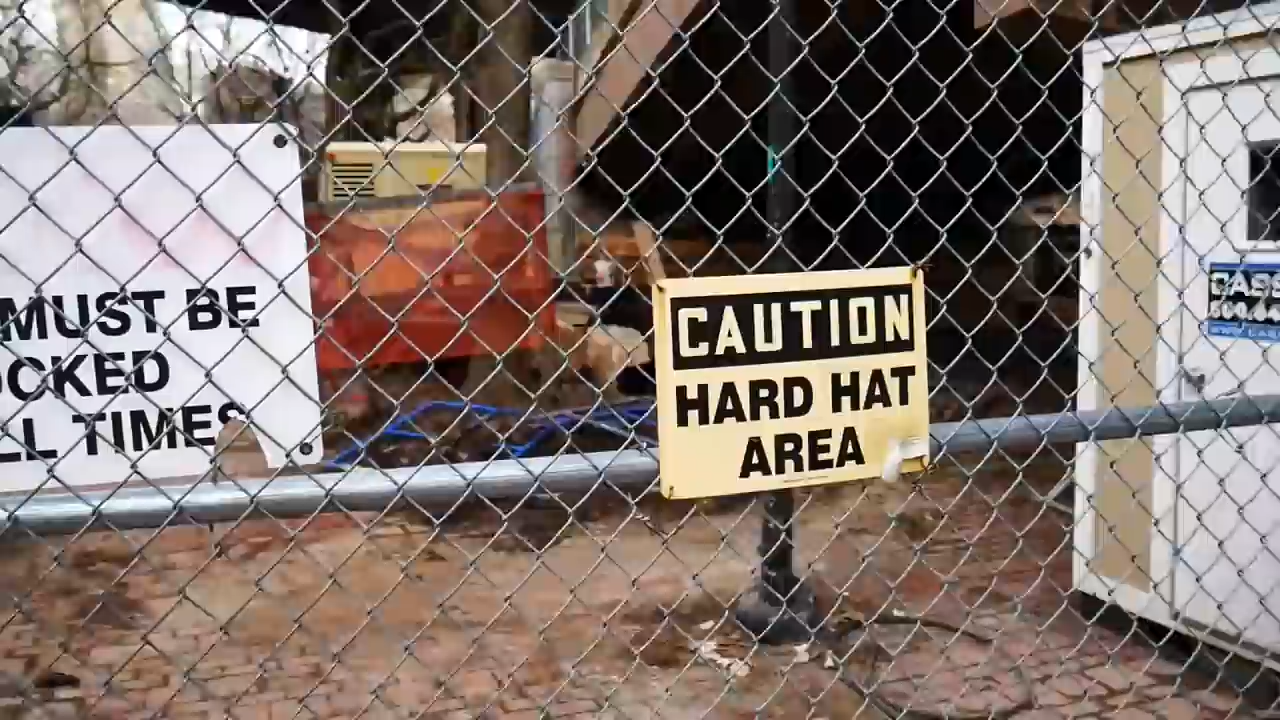 MUST BE
OCKED
LL TIMES
CAUTION
HARD HAT
AREA